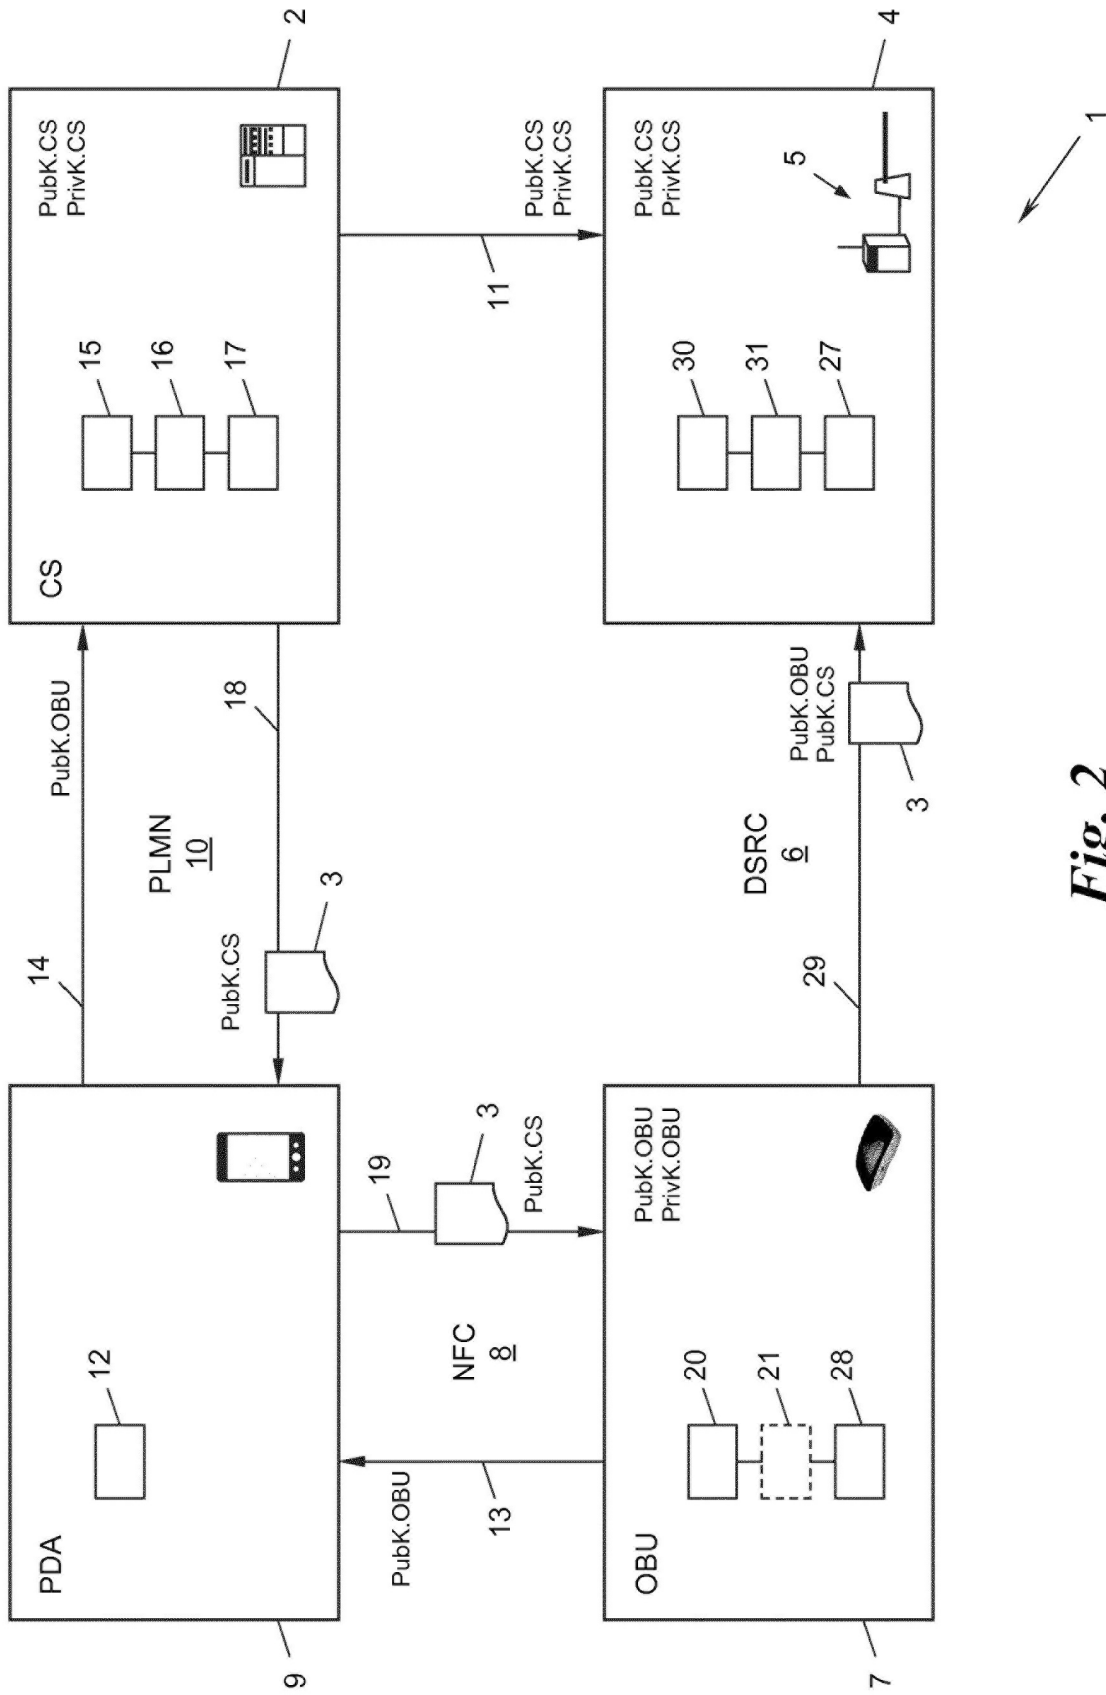 PDA
9
12
14
PubK.OBU
PLMN
10
18
PubK.CS
3
CS
2
PubK.CS
PrivK.CS
15
16
17
13
PubK.OBU
NFC
8
19
3
PubK.CS
11
PubK.CS
PrivK.CS
OBU
7
20
21
28
PubK.OBU
PrivK.OBU
DSRC
6
29
PubK.OBU
PubK.CS
3
4
PubK.CS
PrivK.CS
5
30
31
27
1
Fig. 2